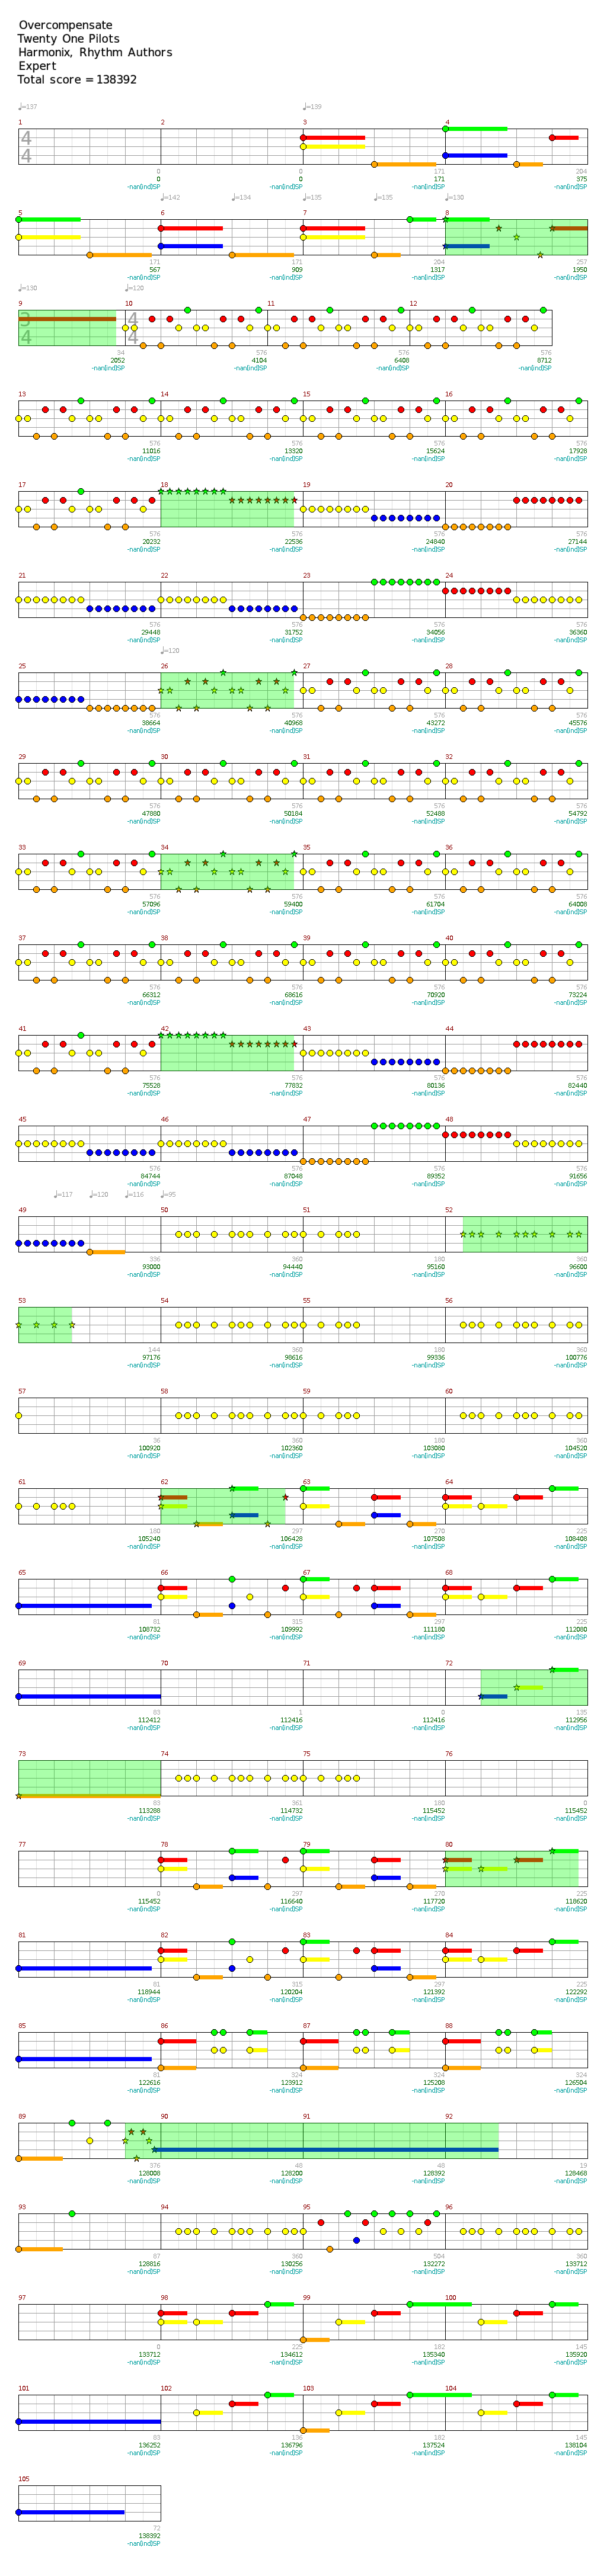 Overcompensate
Twenty One Pilots
Harmonix, Rhythm Authors
Expert
Total score = 138392
♩=137 ♩=139
1 2 3 4
4
4
0 0 171 204
0 0 171 375
-nan(ind)SP -nan(ind)SP -nan(ind)SP -nan(ind)SP
♩=142 ♩=134 ♩=135 ♩=135 ♩=130
5 6 7 8
171 171 204 257
567 909 1317 1950
-nan(ind)SP -nan(ind)SP -nan(ind)SP -nan(ind)SP
♩=130 ♩=120
9 10 11 12
3 4
4 4
34 576 576 576
2052 4104 6408 8712
-nan(ind)SP -nan(ind)SP -nan(ind)SP -nan(ind)SP
13 14 15 16
576 576 576 576
11016 13320 15624 17928
-nan(ind)SP -nan(ind)SP -nan(ind)SP -nan(ind)SP
17 18 19 20
576 576 576 576
20232 22536 24840 27144
-nan(ind)SP -nan(ind)SP -nan(ind)SP -nan(ind)SP
21 22 23 24
576 576 576 576
29448 31752 34056 36360
-nan(ind)SP -nan(ind)SP -nan(ind)SP -nan(ind)SP
♩=120
25 26 27 28
576 576 576 576
38664 40968 43272 45576
-nan(ind)SP -nan(ind)SP -nan(ind)SP -nan(ind)SP
29 30 31 32
576 576 576 576
47880 50184 52488 54792
-nan(ind)SP -nan(ind)SP -nan(ind)SP -nan(ind)SP
33 34 35 36
576 576 576 576
57096 59400 61704 64008
-nan(ind)SP -nan(ind)SP -nan(ind)SP -nan(ind)SP
37 38 39 40
576 576 576 576
66312 68616 70920 73224
-nan(ind)SP -nan(ind)SP -nan(ind)SP -nan(ind)SP
41 42 43 44
576 576 576 576
75528 77832 80136 82440
-nan(ind)SP -nan(ind)SP -nan(ind)SP -nan(ind)SP
45 46 47 48
576 576 576 576
84744 87048 89352 91656
-nan(ind)SP -nan(ind)SP -nan(ind)SP -nan(ind)SP
♩=117 ♩=120 ♩=116 ♩=95
49 50 51 52
336 360 180 360
93000 94440 95160 96600
-nan(ind)SP -nan(ind)SP -nan(ind)SP -nan(ind)SP
53 54 55 56
144 360 180 360
97176 98616 99336 100776
-nan(ind)SP -nan(ind)SP -nan(ind)SP -nan(ind)SP
57 58 59 60
36 360 180 360
100920 102360 103080 104520
-nan(ind)SP -nan(ind)SP -nan(ind)SP -nan(ind)SP
61 62 63 64
180 297 270 225
105240 106428 107508 108408
-nan(ind)SP -nan(ind)SP -nan(ind)SP -nan(ind)SP
65 66 67 68
81 315 297 225
108732 109992 111180 112080
-nan(ind)SP -nan(ind)SP -nan(ind)SP -nan(ind)SP
69 70 71 72
83 1 0 135
112412 112416 112416 112956
-nan(ind)SP -nan(ind)SP -nan(ind)SP -nan(ind)SP
73 74 75 76
83 361 180 0
113288 114732 115452 115452
-nan(ind)SP -nan(ind)SP -nan(ind)SP -nan(ind)SP
77 78 79 80
0 297 270 225
115452 116640 117720 118620
-nan(ind)SP -nan(ind)SP -nan(ind)SP -nan(ind)SP
81 82 83 84
81 315 297 225
118944 120204 121392 122292
-nan(ind)SP -nan(ind)SP -nan(ind)SP -nan(ind)SP
85 86 87 88
81 324 324 324
122616 123912 125208 126504
-nan(ind)SP -nan(ind)SP -nan(ind)SP -nan(ind)SP
89 90 91 92
376 48 48 19
128008 128200 128392 128468
-nan(ind)SP -nan(ind)SP -nan(ind)SP -nan(ind)SP
93 94 95 96
87 360 504 360
128816 130256 132272 133712
-nan(ind)SP -nan(ind)SP -nan(ind)SP -nan(ind)SP
97 98 99 100
0 225 182 145
133712 134612 135340 135920
-nan(ind)SP -nan(ind)SP -nan(ind)SP -nan(ind)SP
101 102 103 104
83 136 182 145
136252 136796 137524 138104
-nan(ind)SP -nan(ind)SP -nan(ind)SP -nan(ind)SP
105
72
138392
-nan(ind)SP